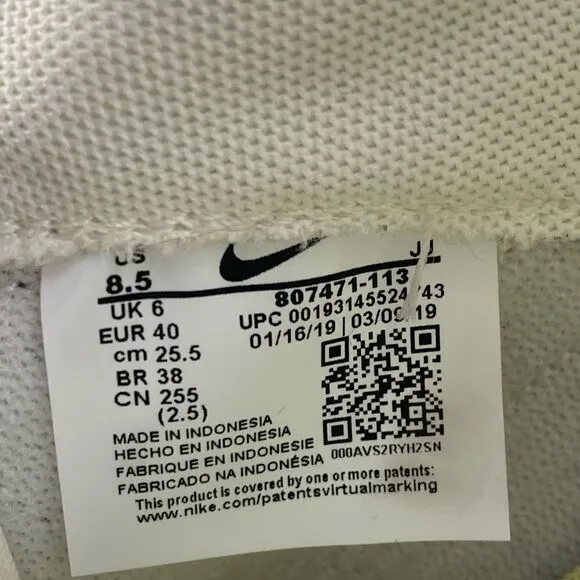 US
8.5
UK 6
EUR 40
cm 25.5
BR 38
CN 255
(2.5)
807471-113
UPC
01/16/19 | 03/09/19
000AVS2RYH2SN
MADE IN INDONESIA
HECHO EN INDONESIA
FABRIQUE EN INDONESIE
FABRICADO NA INDONÉSIA
This product is covered by one or more patents:
www.nike.com/patentsvirtualmarking